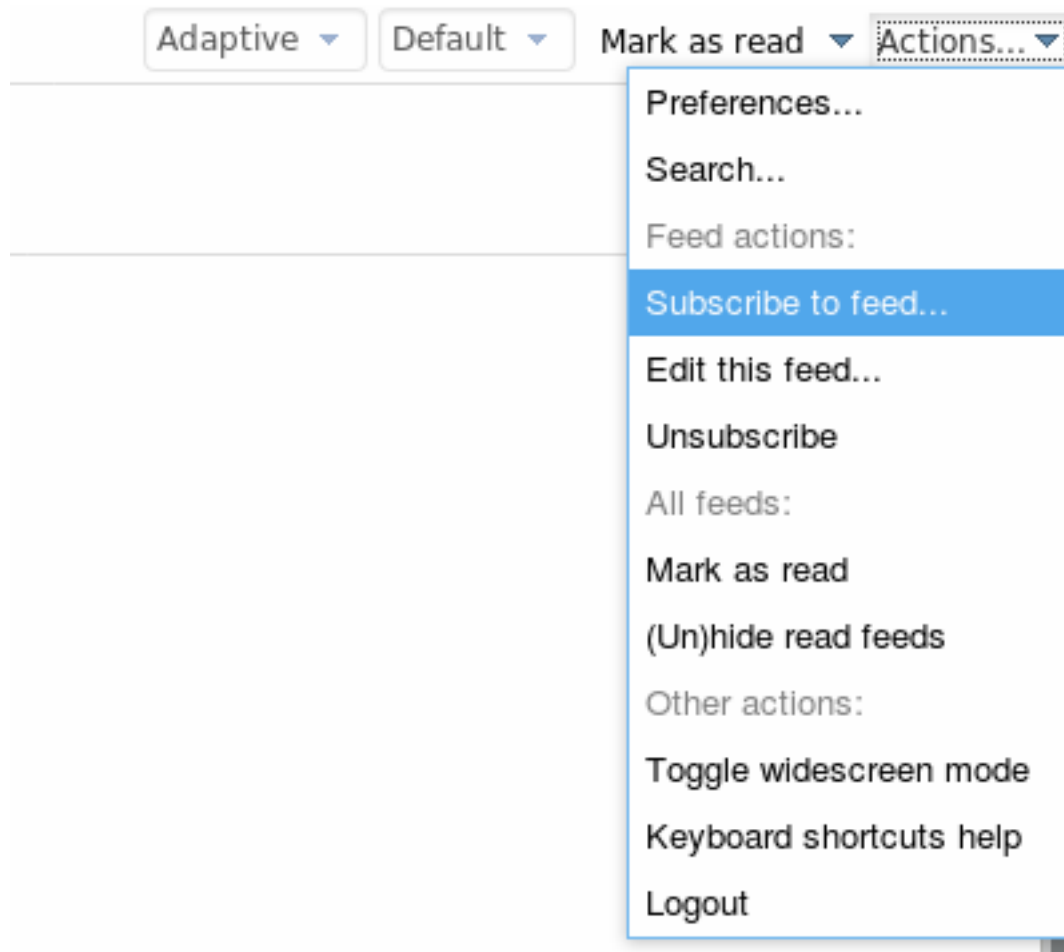 Adaptive Default Mark as read Actions...
Preferences...
Search...
Feed actions:
Subscribe to feed...
Edit this feed...
Unsubscribe
All feeds:
Mark as read
(Un)hide read feeds
Other actions:
Toggle widescreen mode
Keyboard shortcuts help
Logout